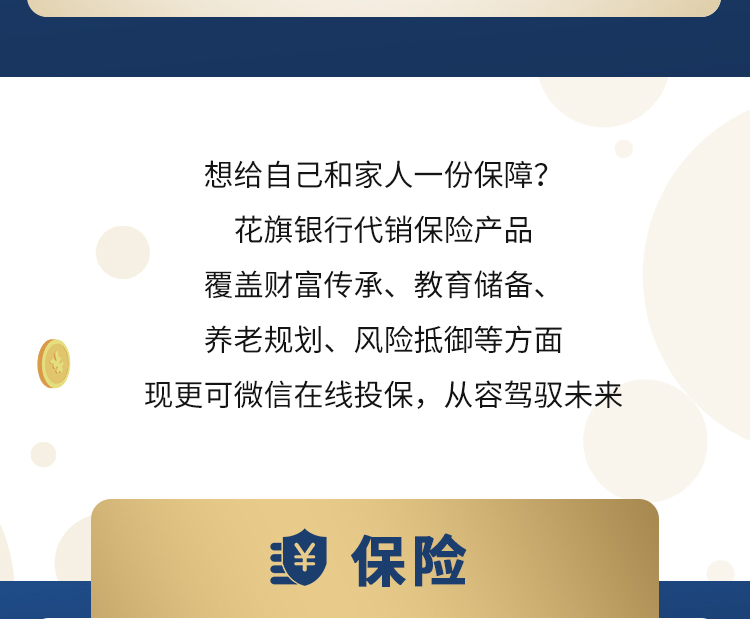 想给自己和家人一份保障?
花旗银行代销保险产品
覆盖财富传承、教育储备、
养老规划、风险抵御等方面
现更可微信在线投保，从容驾驭未来
保险